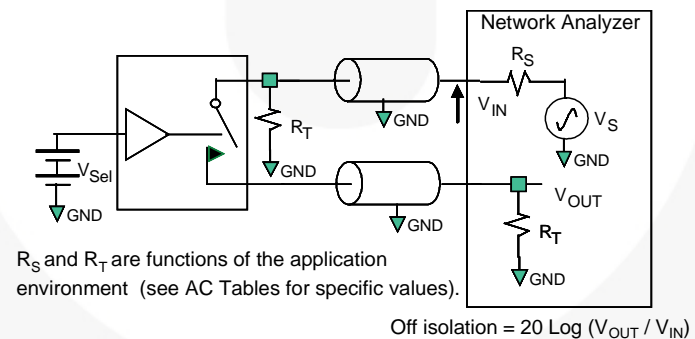 Network Analyzer
R_S
V_IN
V_S
GND
GND
R_T
GND
V_Sel
GND
V_OUT
GND
R_T
GND
R_S and R_T are functions of the application
environment (see AC Tables for specific values).
Off isolation = 20 Log (V_OUT / V_IN)